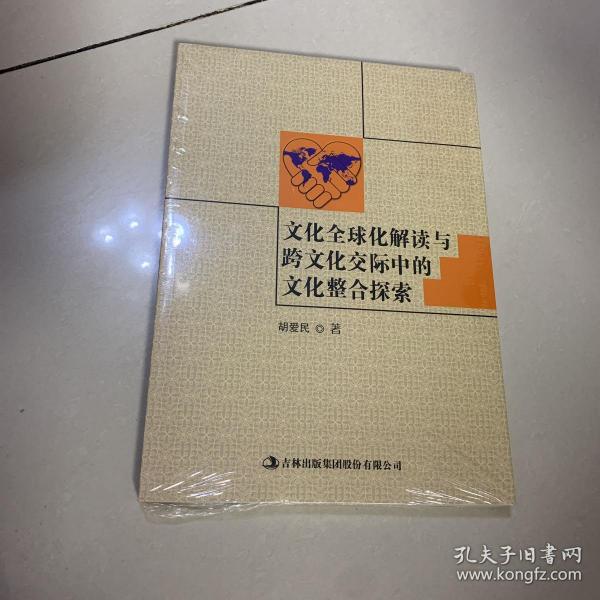 文化全球化解读与
跨文化交际中的
文化整合探索
胡爱民 ◎ 著
吉林出版集团股份有限公司
孔夫子旧書网
www.kongfz.com